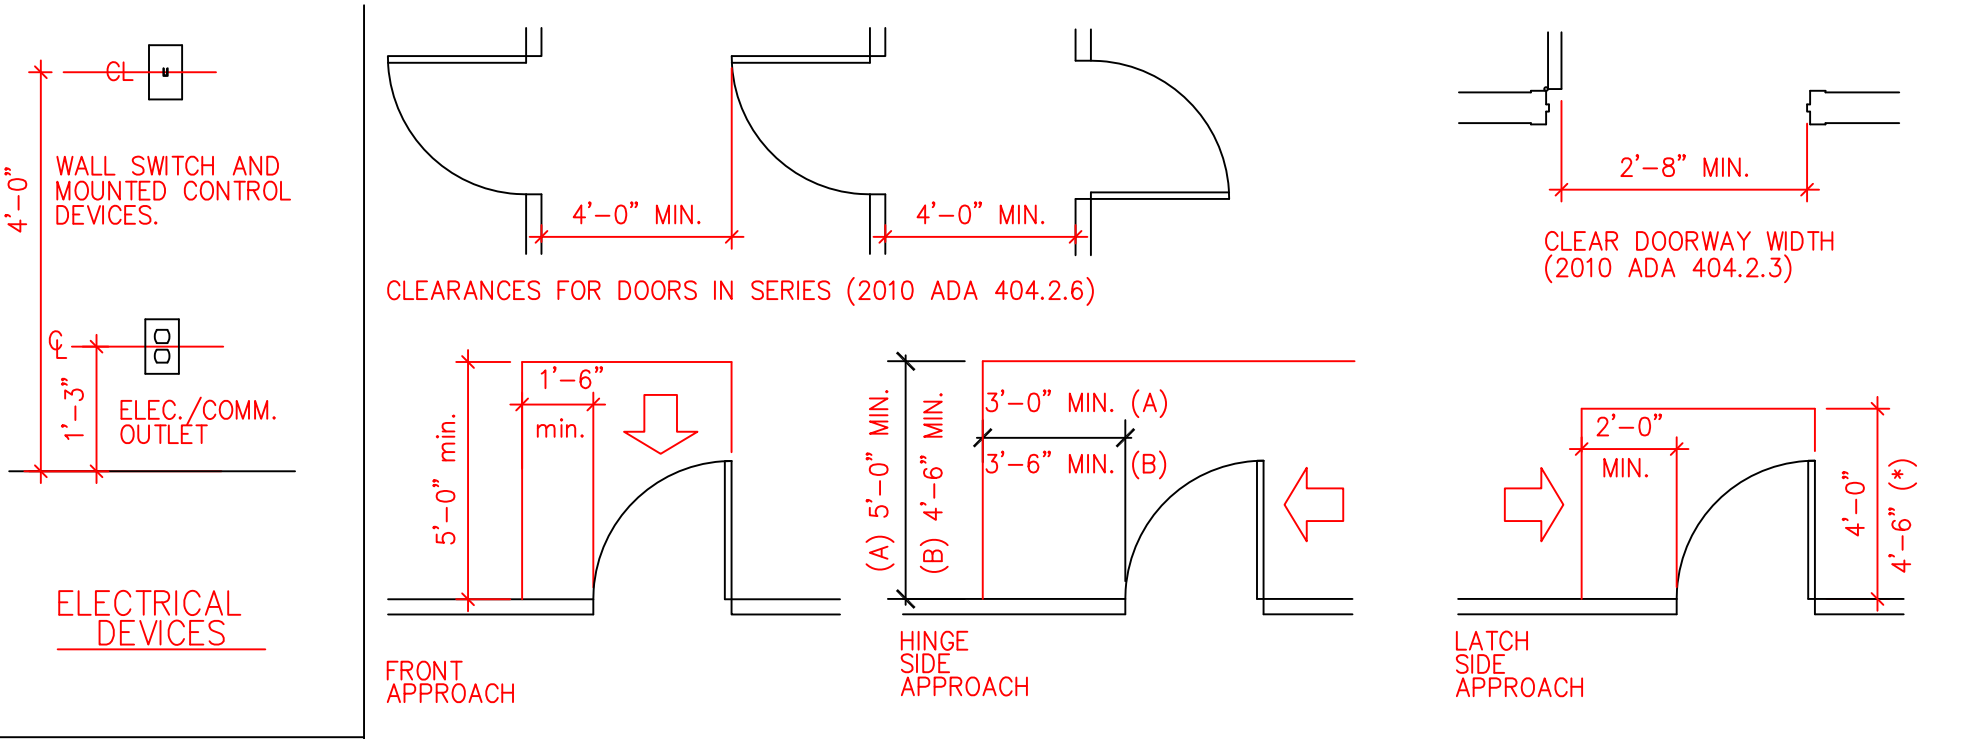 CL
4'-0"
WALL SWITCH AND
MOUNTED CONTROL
DEVICES.
CL
1'-3"
ELEC./COMM.
OUTLET
ELECTRICAL
DEVICES
4'-0" MIN.
4'-0" MIN.
CLEARANCES FOR DOORS IN SERIES (2010 ADA 404.2.6)
2'-8" MIN.
CLEAR DOORWAY WIDTH
(2010 ADA 404.2.3)
5'-0" min.
1'-6"
min.
FRONT
APPROACH
(A) 5'-0" MIN.
(B) 4'-6" MIN.
3'-0" MIN. (A)
3'-6" MIN. (B)
HINGE
SIDE
APPROACH
2'-0"
MIN.
4'-0"
4'-6" (*)
LATCH
SIDE
APPROACH